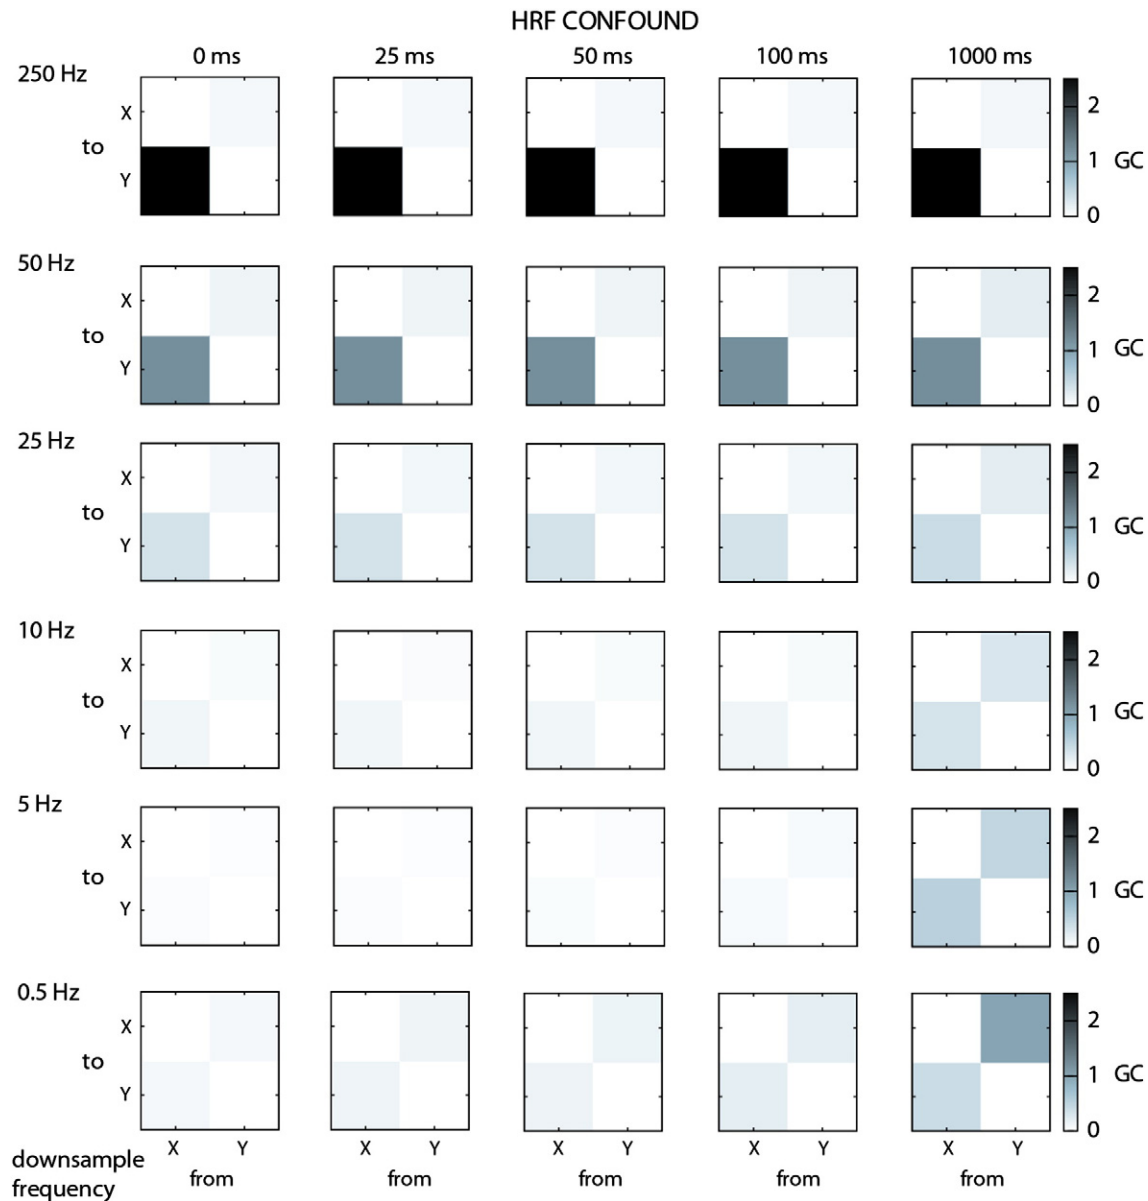 HRF CONFOUND
0 ms 25 ms 50 ms 100 ms 1000 ms
250 Hz
X
to
Y
2
1 GC
0
50 Hz
X
to
Y
2
1 GC
0
25 Hz
X
to
Y
2
1 GC
0
10 Hz
X
to
Y
2
1 GC
0
5 Hz
X
to
Y
2
1 GC
0
0.5 Hz
X
to
Y
2
1 GC
0
X Y X Y X Y X Y X Y
from from from from from
downsample
frequency